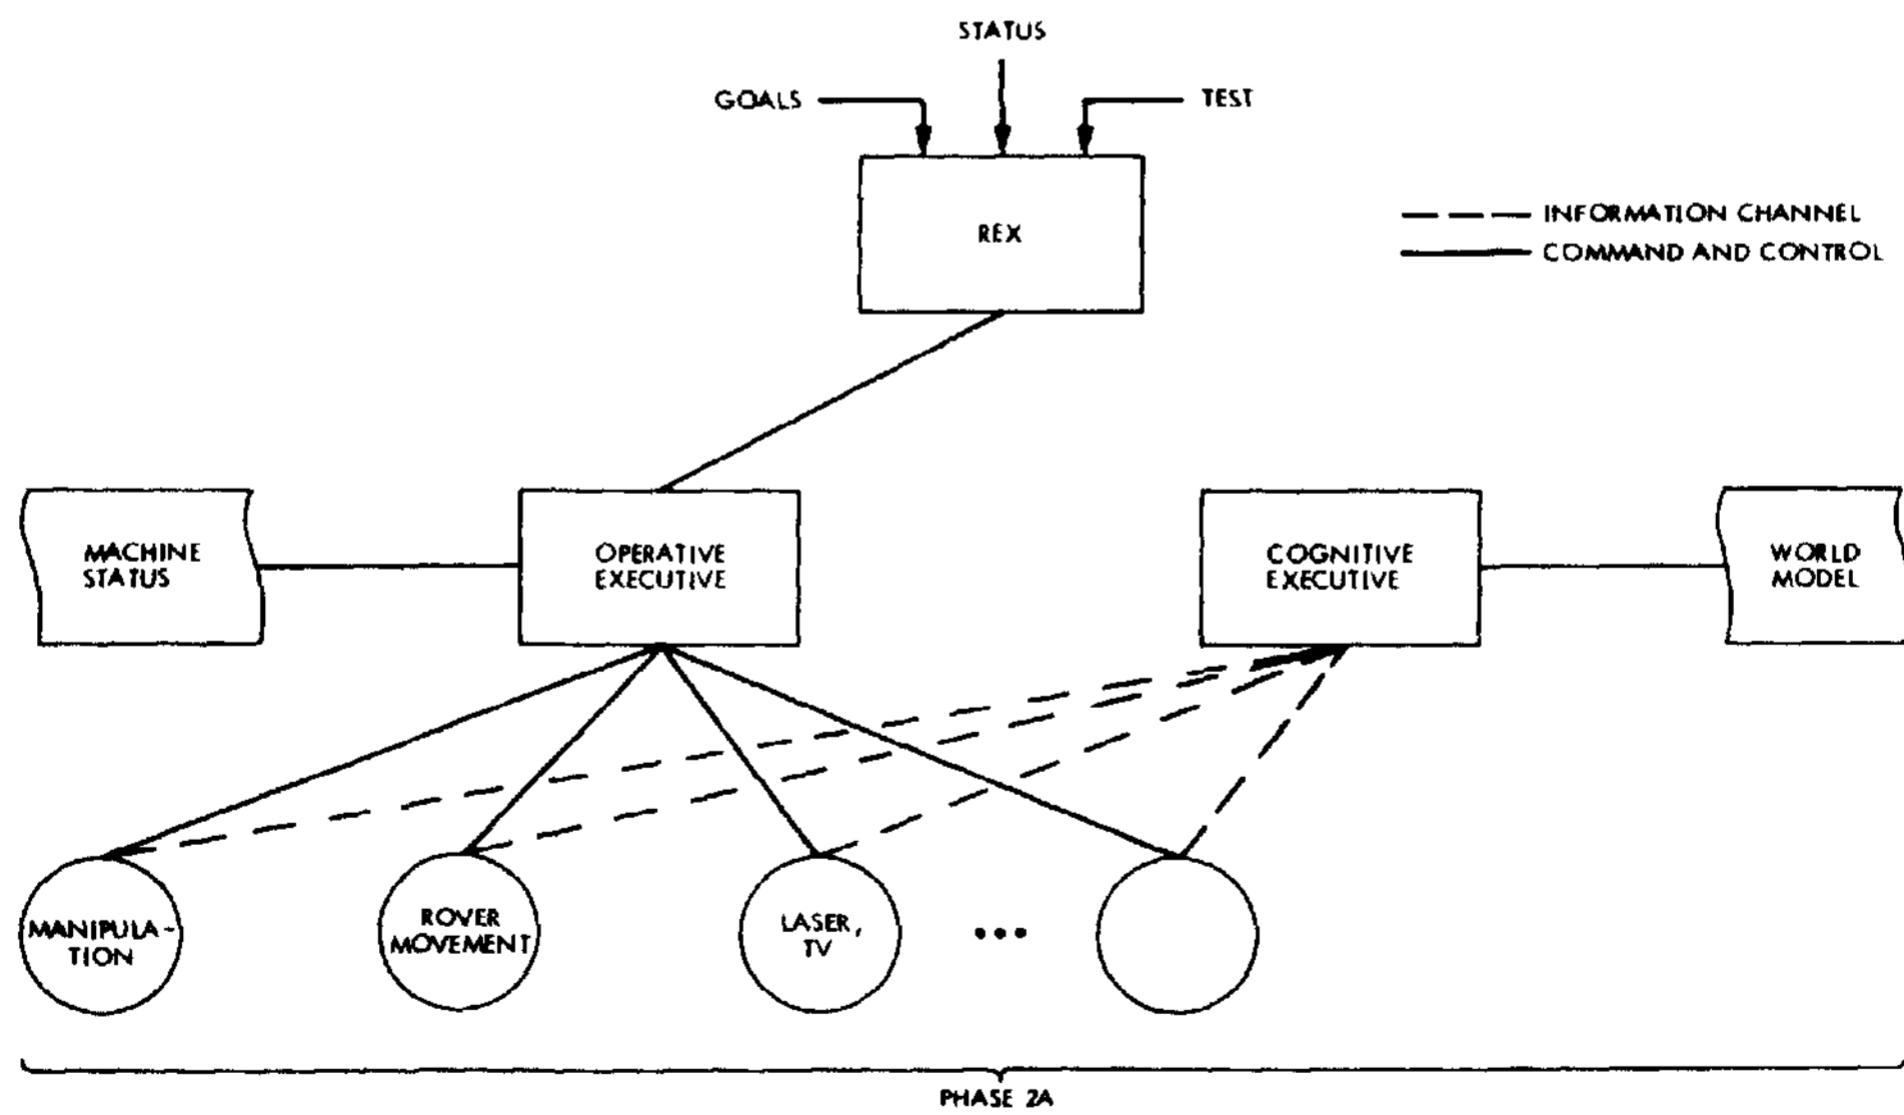 STATUS
GOALS
TEST
REX
INFORMATION CHANNEL
COMMAND AND CONTROL
MACHINE
STATUS
OPERATIVE
EXECUTIVE
COGNITIVE
EXECUTIVE
WORLD
MODEL
MANIPULA-
TION
ROVER
MOVEMENT
LASER,
TV
•••
PHASE 2A